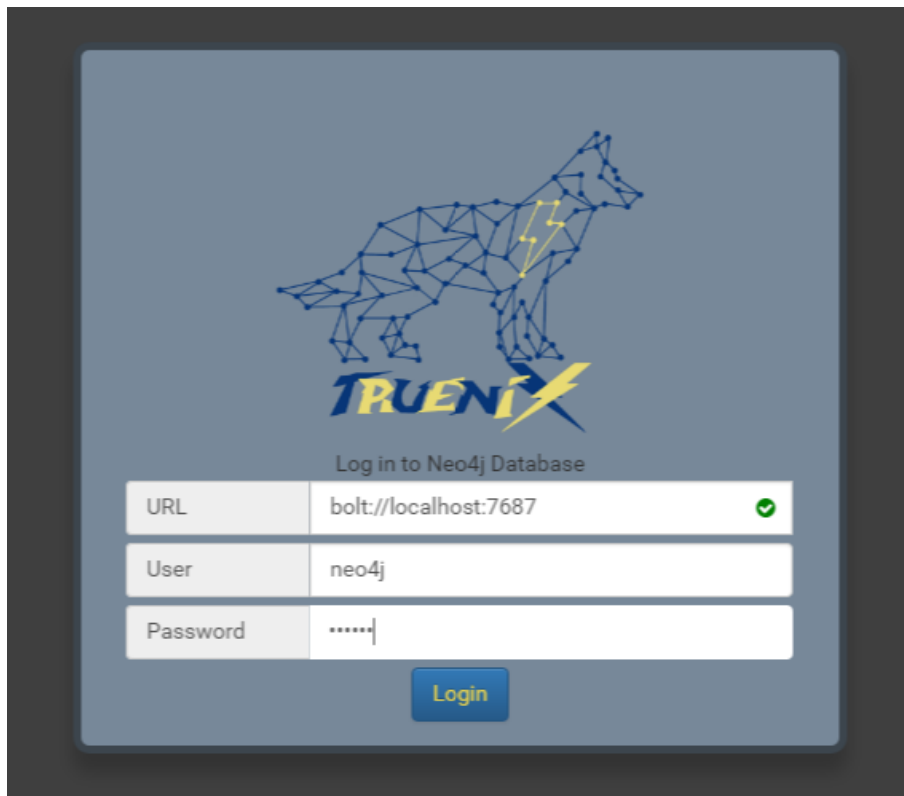 TRUENiX
Log in to Neo4j Database
URL bolt://localhost:7687
User neo4j
Password ••••••
Login